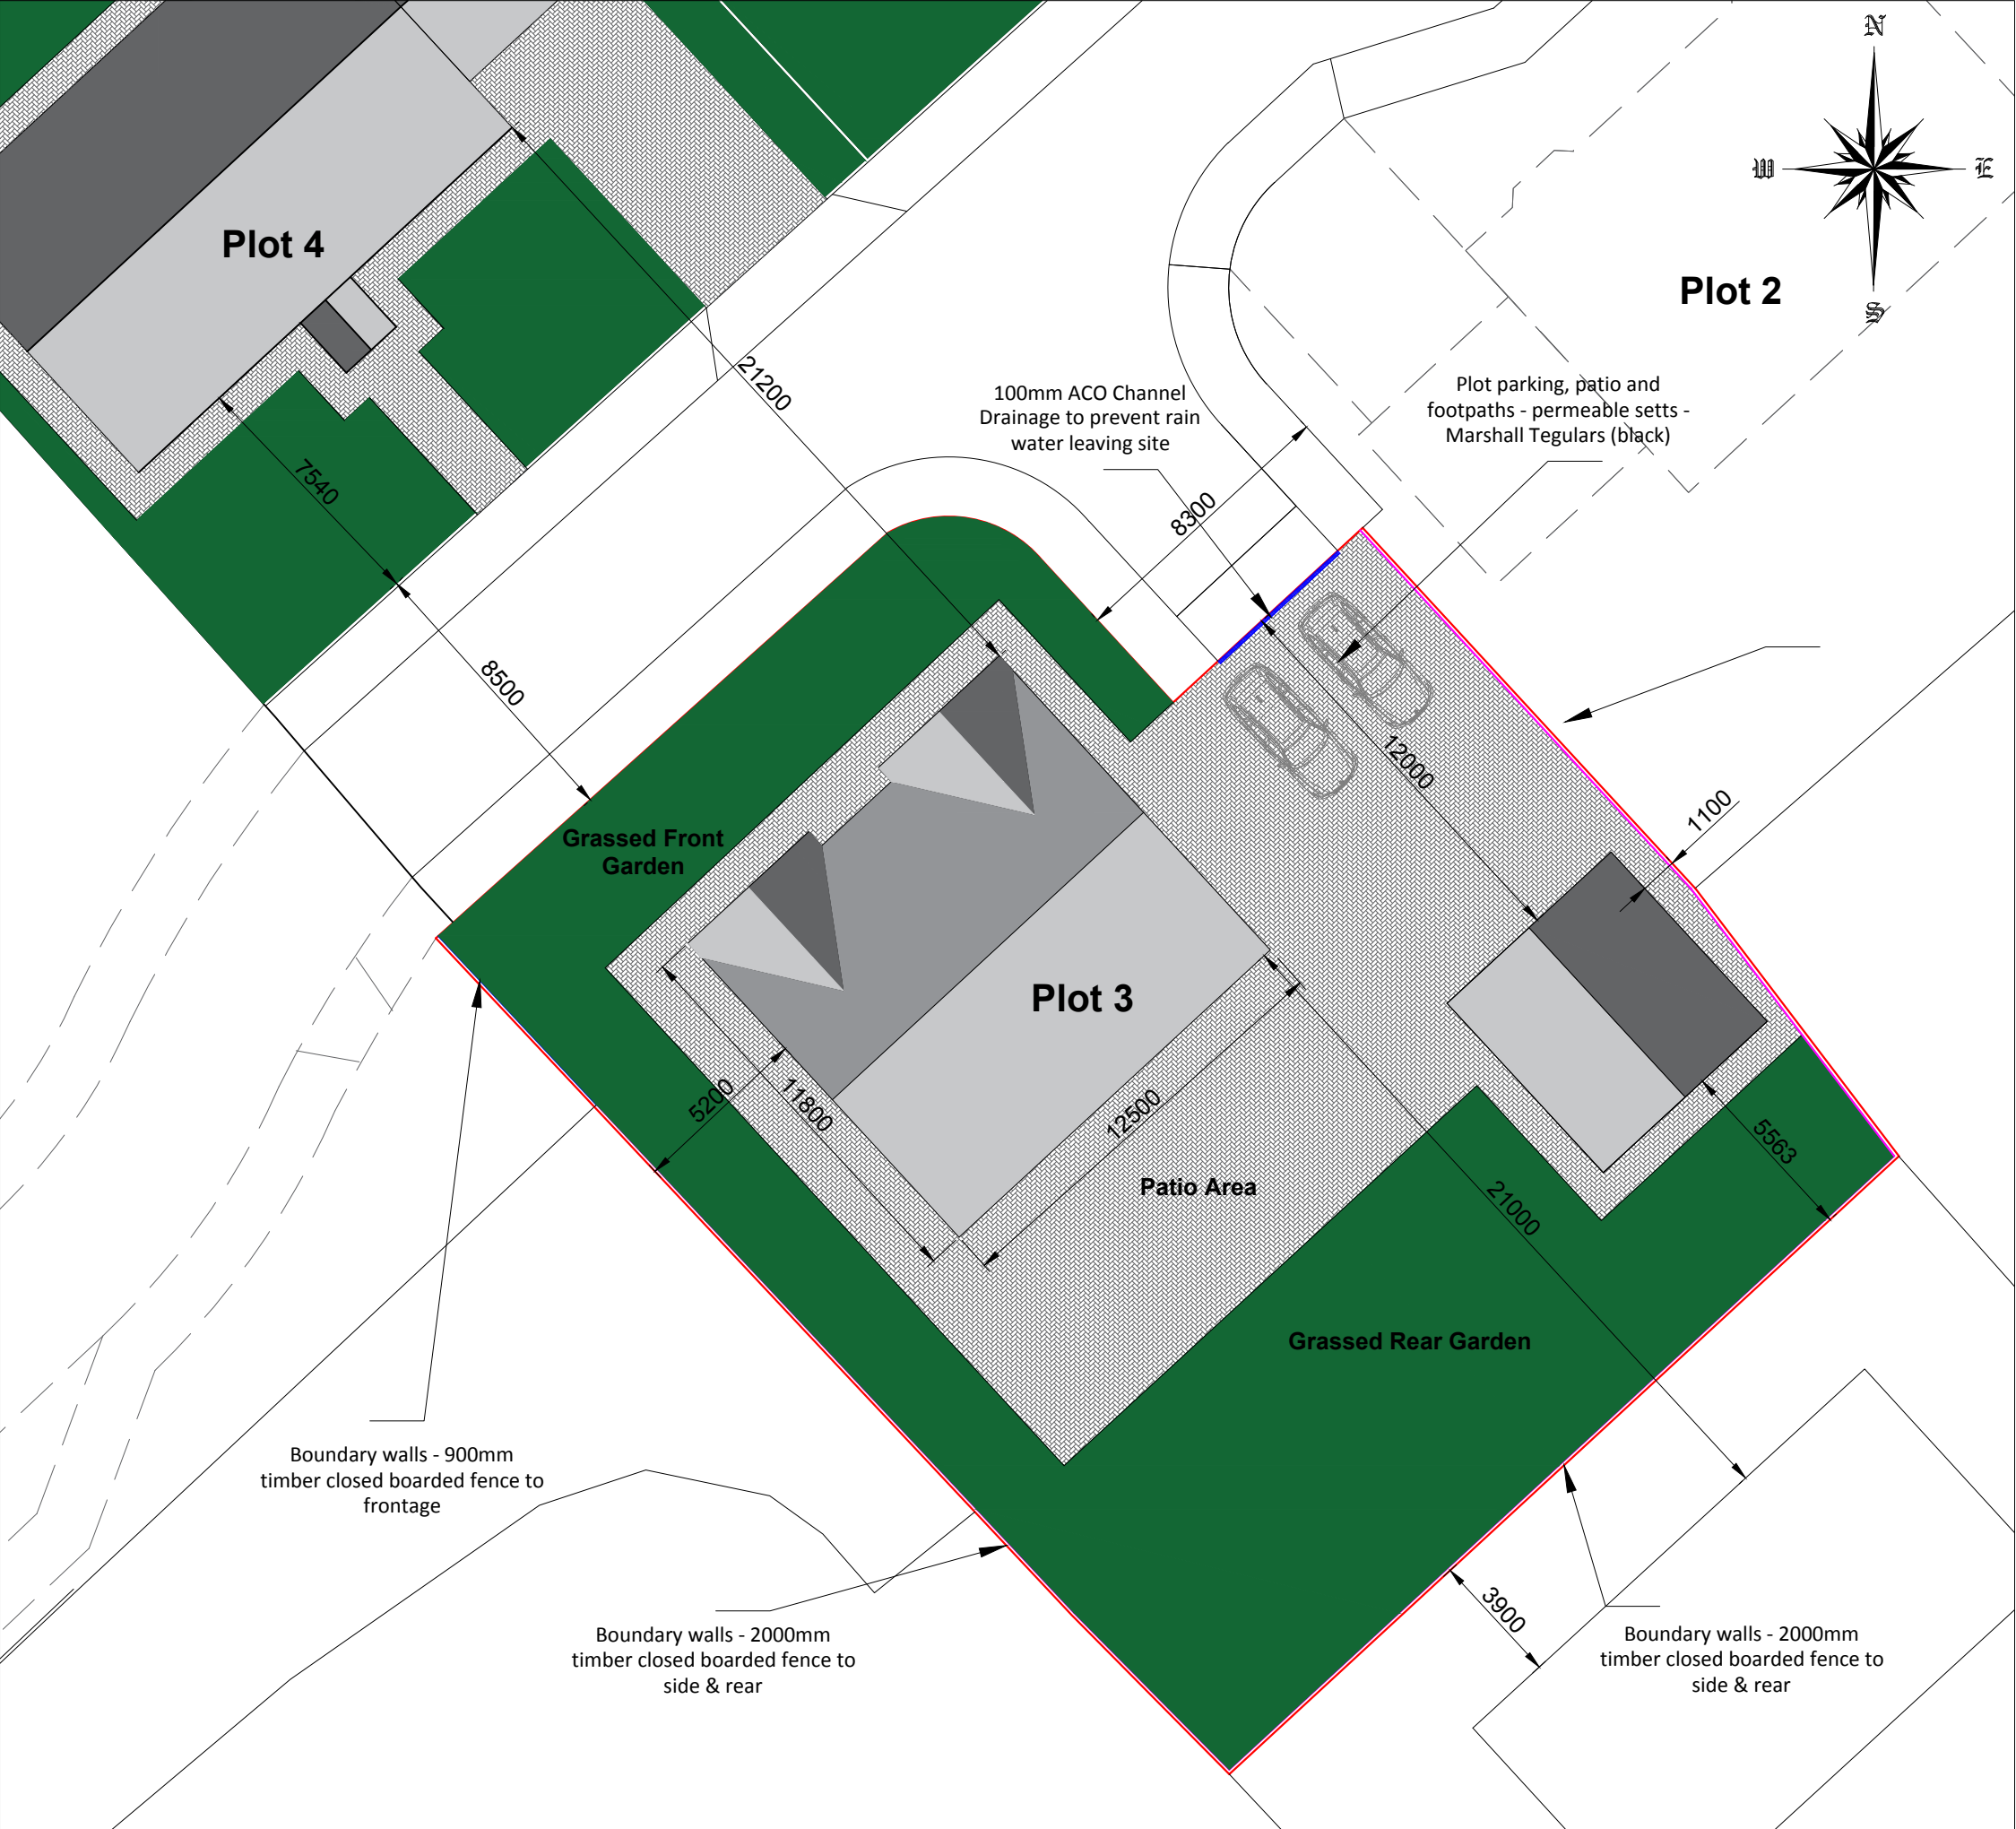 N
W
E
S
Plot 4
Plot 2
21200
100mm ACO Channel
Drainage to prevent rain
water leaving site
Plot parking, patio and
footpaths - permeable setts -
Marshall Tegulars (black)
7540
8300
8500
12000
1100
Grassed Front
Garden
Plot 3
5200
11800
12500
5563
Patio Area
21000
Grassed Rear Garden
Boundary walls - 900mm
timber closed boarded fence to
frontage
3900
Boundary walls - 2000mm
timber closed boarded fence to
side & rear
Boundary walls - 2000mm
timber closed boarded fence to
side & rear